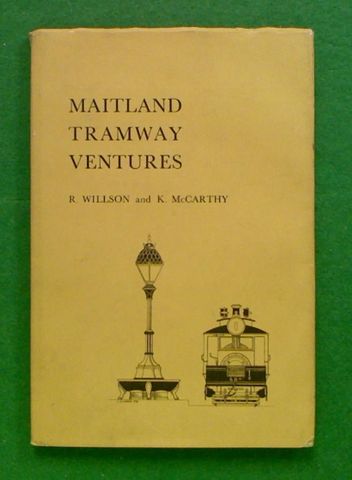 MAITLAND
TRAMWAY
VENTURES
R. WILLSON and K. McCARTHY